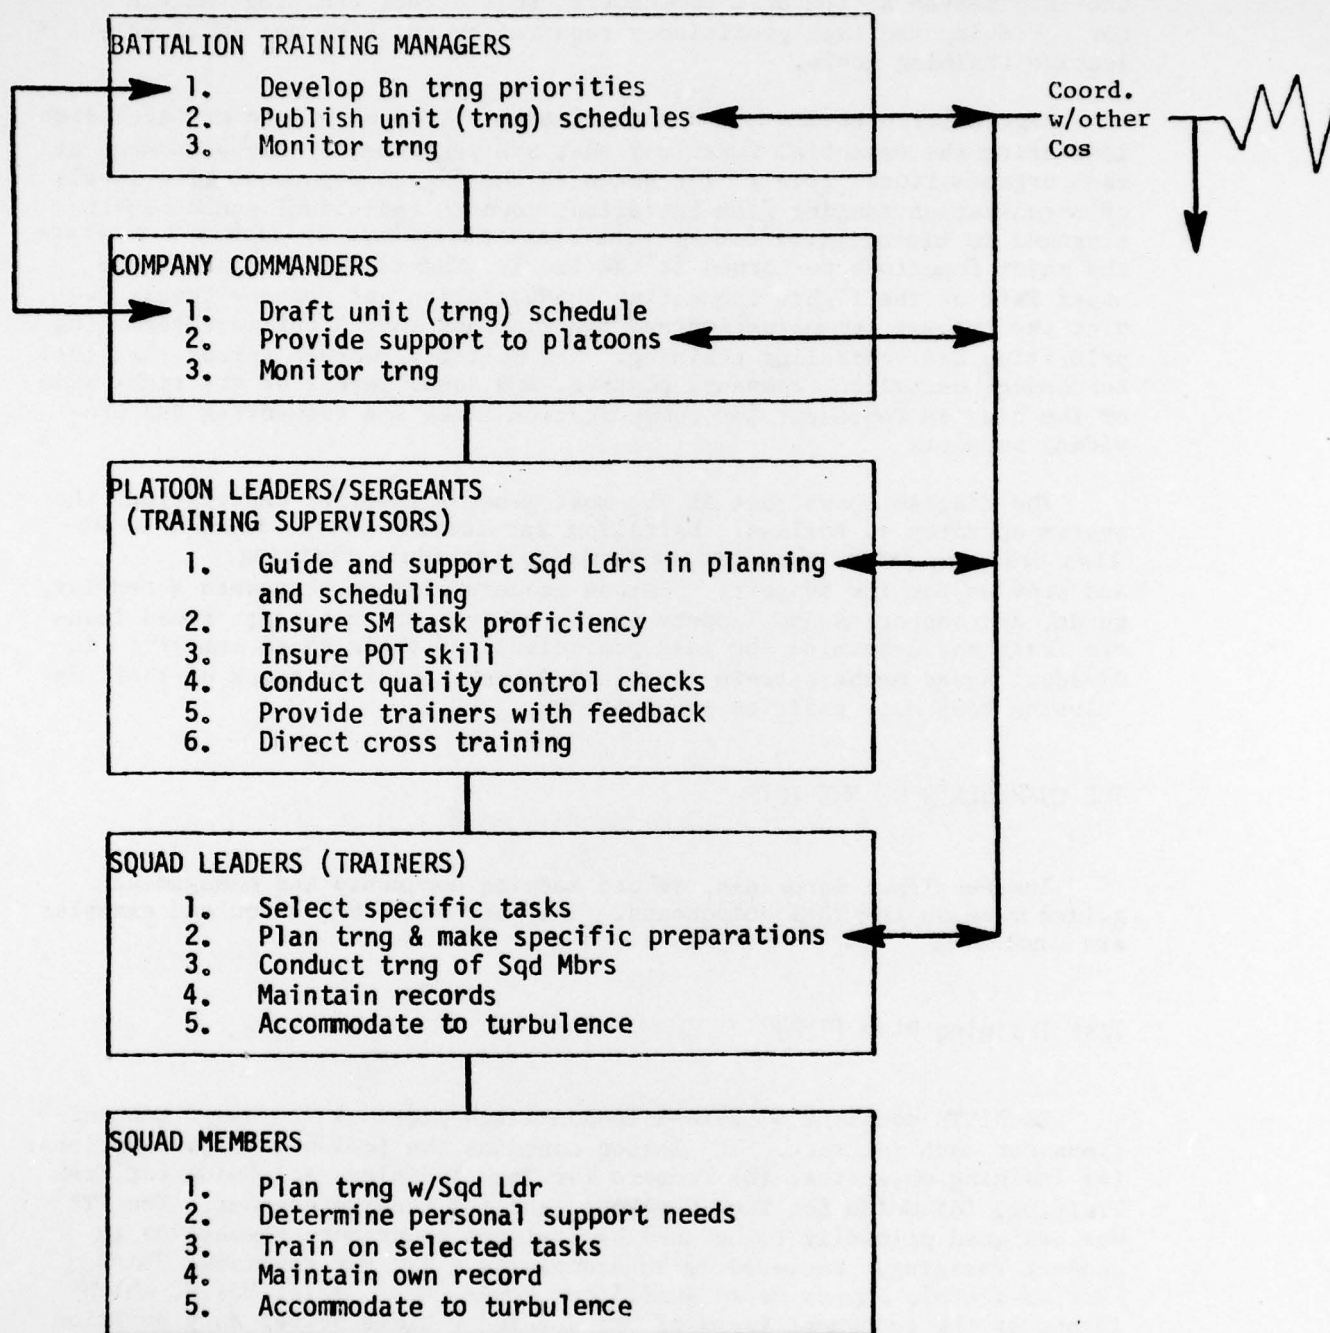 BATTALION TRAINING MANAGERS
1. Develop Bn trng priorities
2. Publish unit (trng) schedules
3. Monitor trng
Coord.
w/other
Cos
COMPANY COMMANDERS
1. Draft unit (trng) schedule
2. Provide support to platoons
3. Monitor trng
PLATOON LEADERS/SERGEANTS
(TRAINING SUPERVISORS)
1. Guide and support Sqd Ldrs in planning
and scheduling
2. Insure SM task proficiency
3. Insure POT skill
4. Conduct quality control checks
5. Provide trainers with feedback
6. Direct cross training
SQUAD LEADERS (TRAINERS)
1. Select specific tasks
2. Plan trng & make specific preparations
3. Conduct trng of Sqd Mbrs
4. Maintain records
5. Accommodate to turbulence
SQUAD MEMBERS
1. Plan trng w/Sqd Ldr
2. Determine personal support needs
3. Train on selected tasks
4. Maintain own record
5. Accommodate to turbulence